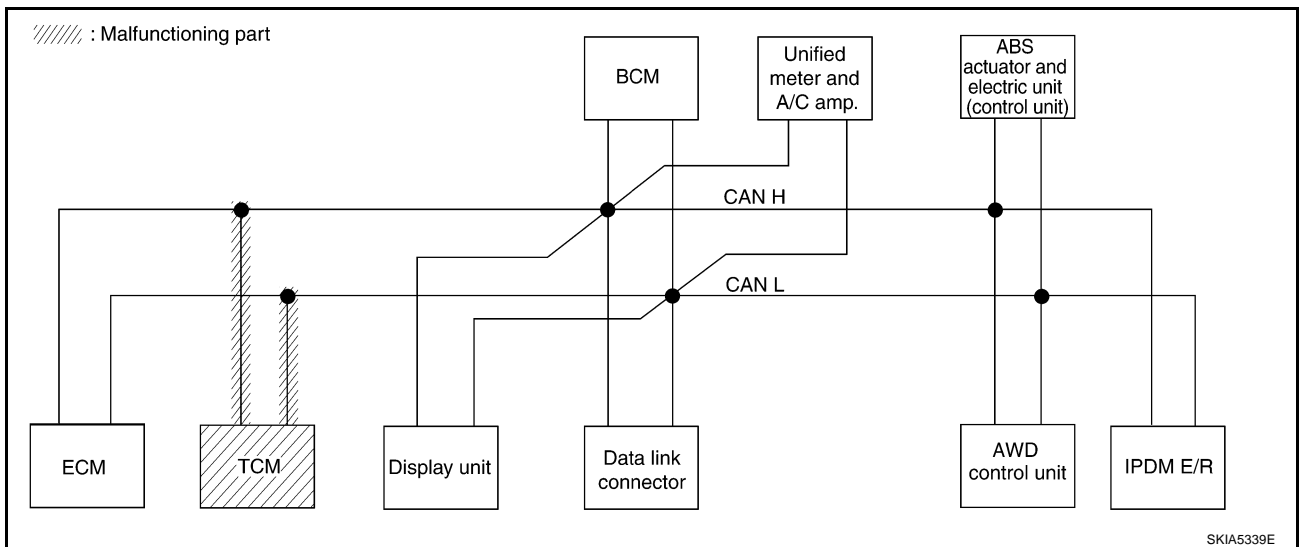 : Malfunctioning part
BCM
Unified
meter and
A/C amp.
ABS
actuator and
electric unit
(control unit)
CAN H
CAN L
ECM
TCM
Display unit
Data link
connector
AWD
control unit
IPDM E/R
SKIA5339E